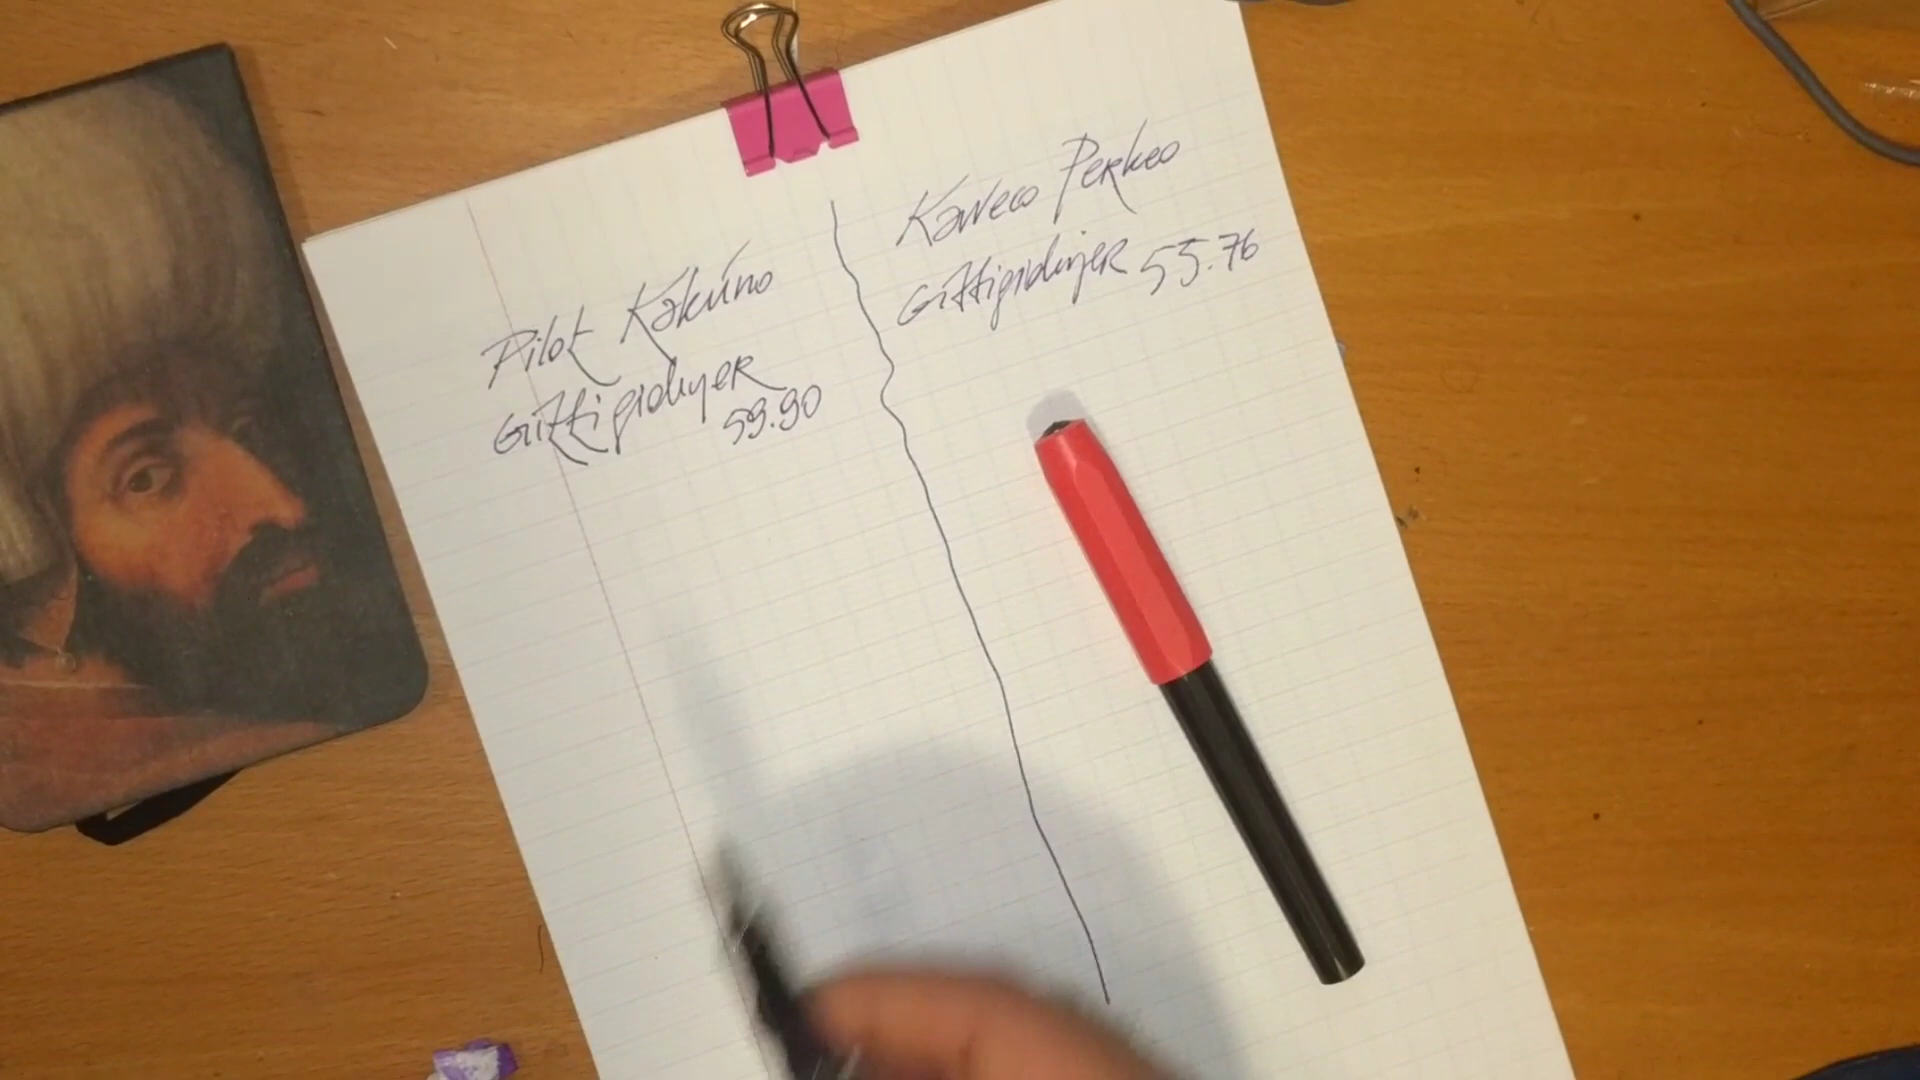 Pilot Kakuno
Gittigidiyor
59.90
Kaweco Perkeo
Gittigidiyor 55.76